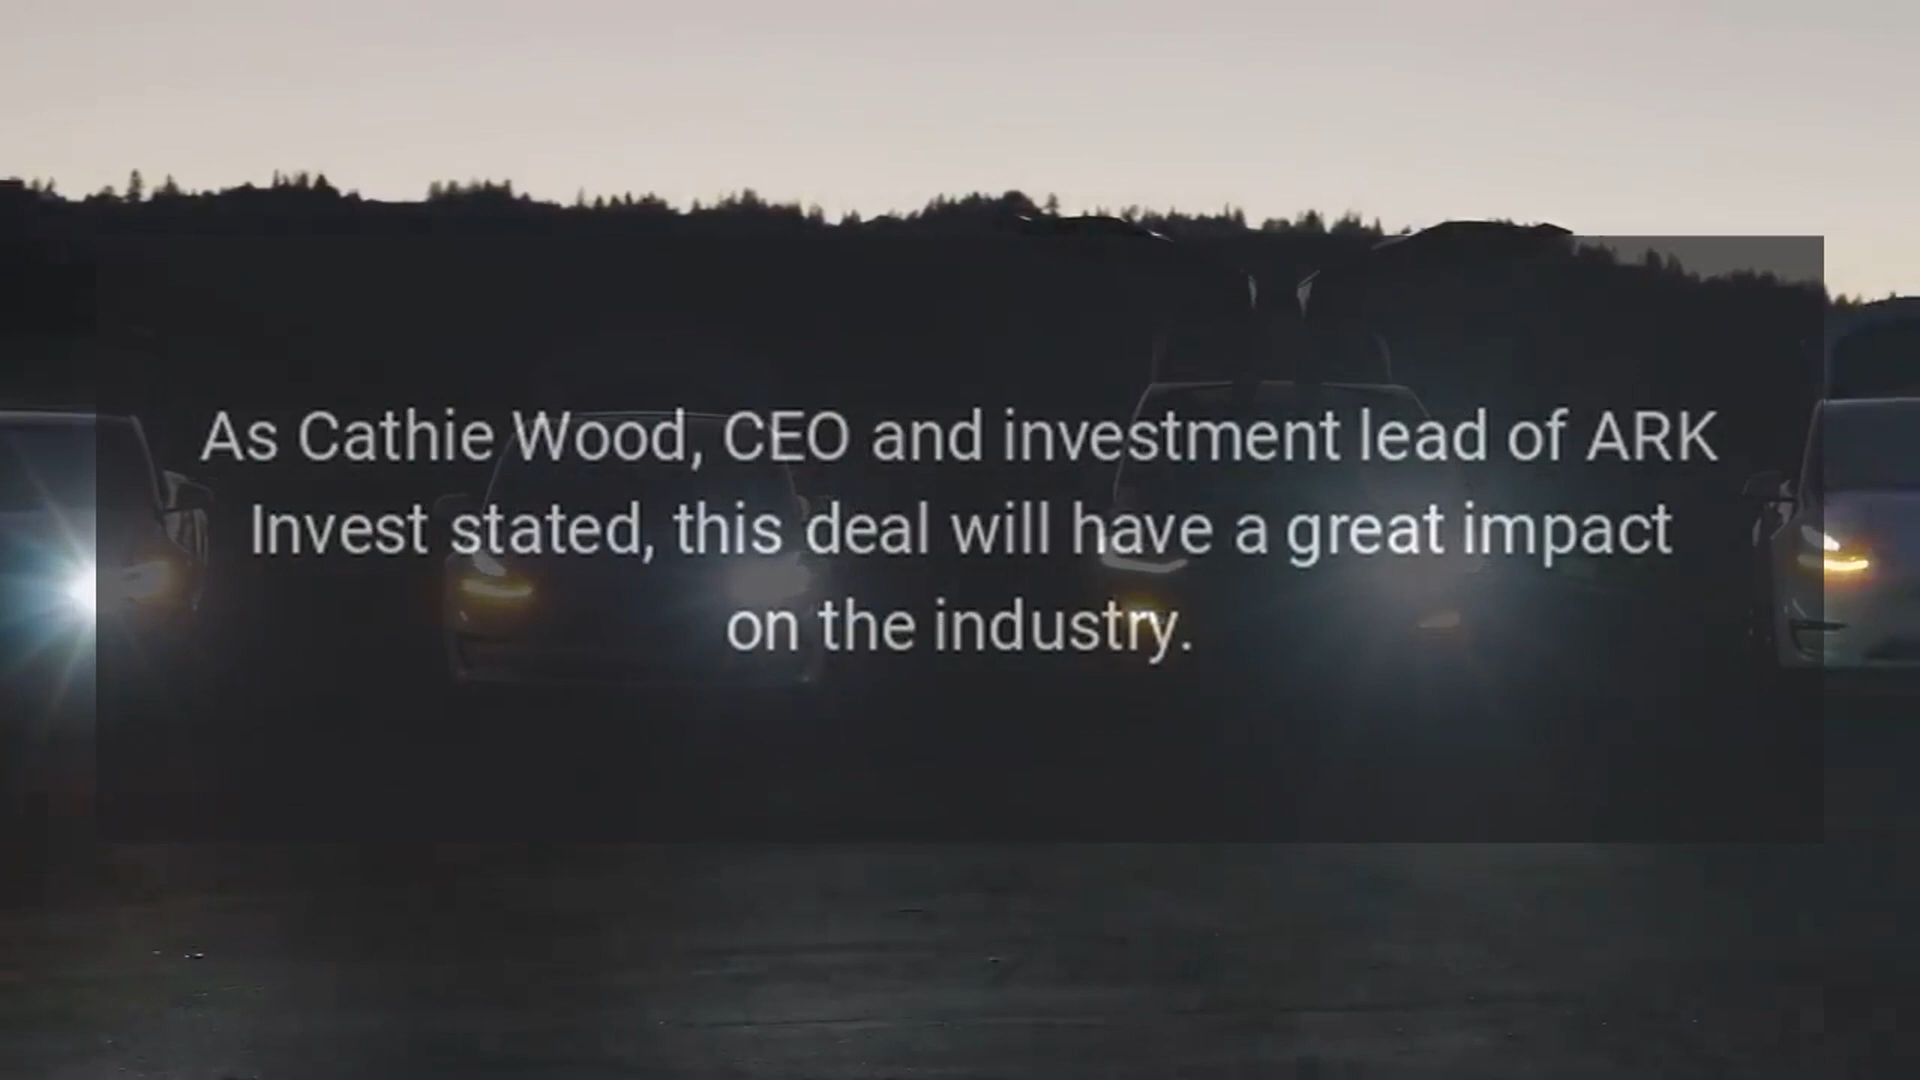 As Cathie Wood, CEO and investment lead of ARK
Invest stated, this deal will have a great impact
on the industry.